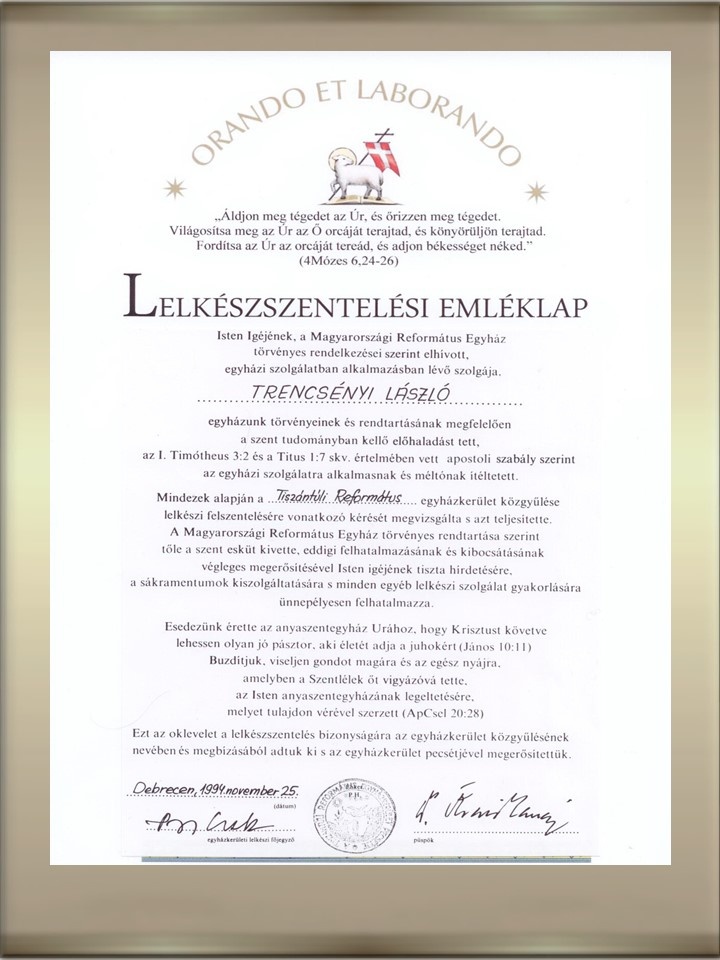 ORANDO ET LABORANDO
„Áldjon meg tégedet az Úr, és őrizzen meg tégedet.
Világosítsa meg az Úr az Ő orcáját terajtad, és könyörüljön terajtad.
Fordítsa az Úr az orcáját tereád, és adjon békességet néked.”
(4Mózes 6,24-26)
LELKÉSZSZENTELÉSI EMLÉKLAP
Isten Igéjének, a Magyarországi Református Egyház
törvényes rendelkezései szerint elhívott,
egyházi szolgálatban alkalmazásban lévő szolgája.
TRENCSÉNYI LÁSZLÓ
egyházunk törvényeinek és rendtartásának megfelelően
a szent tudományban kellő előhaladást tett,
az I. Timótheus 3:2 és a Titus 1:7 skv. értelmében vett apostoli szabály szerint
az egyházi szolgálatra alkalmasnak és méltónak ítéltetett.
Mindezek alapján a Tiszántúli Református egyházkerület közgyűlése
lelkészi felszentelésére vonatkozó kérését megvizsgálta s azt teljesítette.
A Magyarországi Református Egyház törvényes rendtartása szerint
tőle a szent esküt kivette, eddigi felhatalmazásának és kibocsátásának
végleges megerősítésével Isten igéjének tiszta hirdetésére,
a sákramentumok kiszolgáltatására s minden egyéb lelkészi szolgálat gyakorlására
ünnepélyesen felhatalmazza.
Esedezünk érette az anyaszentegyház Urához, hogy Krisztust követve
lehessen olyan jó pásztor, aki életét adja a juhokért (János 10:11)
Buzdítjuk, viseljen gondot magára és az egész nyájra,
amelyben a Szentlélek őt vigyázóvá tette,
az Isten anyaszentegyházának legeltetésére,
melyet tulajdon vérével szerzett (ApCsel 20:28)
Ezt az oklevelet a lelkészszentelés bizonyságára az egyházkerület közgyűlésének
nevében és megbízásából adtuk ki s az egyházkerület pecsétjével megerősítettük.
Debrecen, 1994. november 25.
(dátum)
P.H.
egyházkerületi lelkészi főjegyző
püspök